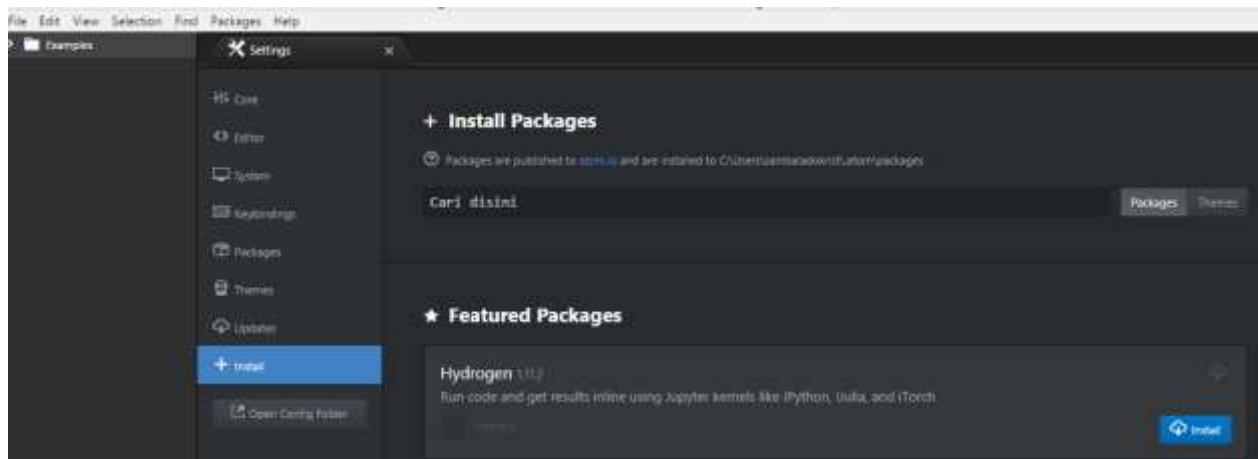 File Edit View Selection Find Packages Help
Examples
Settings
Core
Editor
System
Keybindings
Packages
Themes
Updates
Install
Open Config Folder
Install Packages
Packages are published to atom.io and are installed to
Cari disini
Packages Themes
Featured Packages
Hydrogen
Run code and get results inline using Jupyter kernels like IPython, IJulia, and iTorch
Install